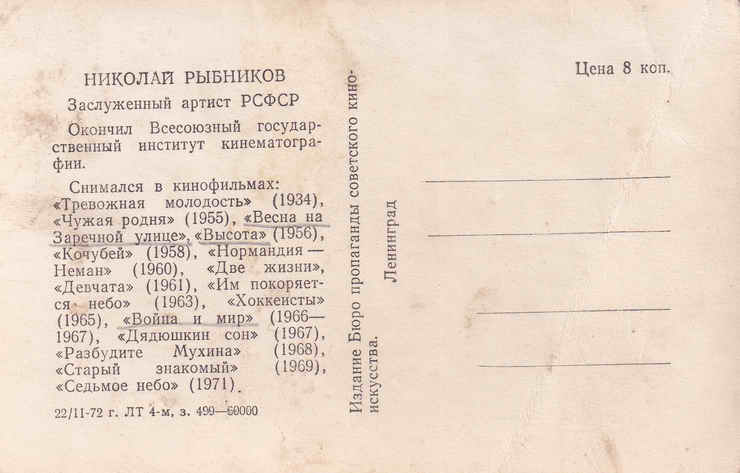 НИКОЛАЙ РЫБНИКОВ
Заслуженный артист РСФСР
Окончил Всесоюзный государ-
ственный институт кинематогра-
фии.
Снимался в кинофильмах:
«Тревожная молодость» (1934),
«Чужая родня» (1955), «Весна на
Заречной улице», «Высота» (1956),
«Кочубей» (1958), «Нормандия —
Неман» (1960), «Две жизни»,
«Девчата» (1961), «Им покоряет-
ся небо» (1963), «Хоккеисты»
(1965), «Война и мир» (1966—
1967), «Дядюшкин сон» (1967),
«Разбудите Мухина» (1968),
«Старый знакомый» (1969),
«Седьмое небо» (1971).
22/II-72 г. ЛТ 4-м, з. 499—60000
Издание Бюро пропаганды советского кино-
искусства.
Ленинград
Цена 8 коп.